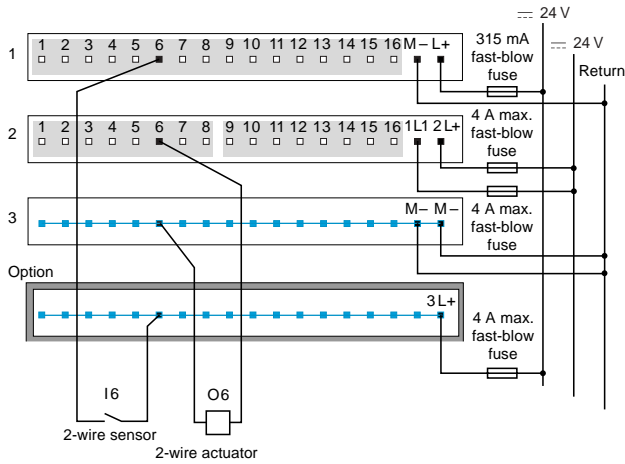 ⎓ 24 V
1 1 2 3 4 5 6 7 8 9 10 11 12 13 14 15 16 M– L+
315 mA
fast-blow
fuse
⎓ 24 V
Return
2 1 2 3 4 5 6 7 8 9 10 11 12 13 14 15 16 1L1 2L+
4 A max.
fast-blow
fuse
3 M– M–
4 A max.
fast-blow
fuse
Option
3L+
4 A max.
fast-blow
fuse
I6
2-wire sensor
O6
2-wire actuator